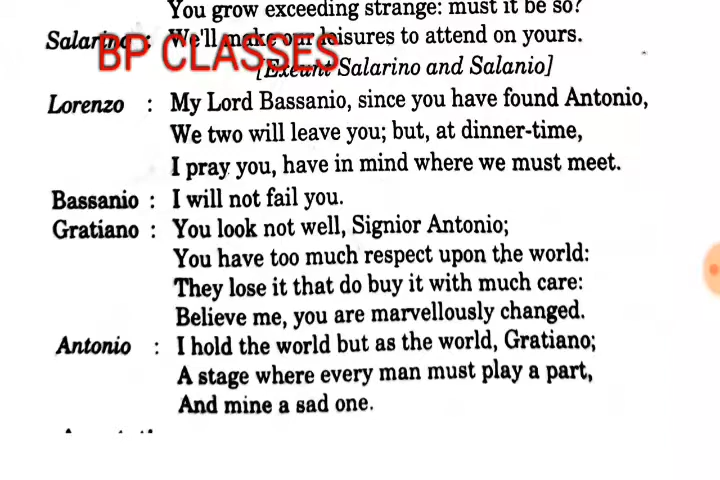 You grow exceeding strange: must it be so?
Salarino : We'll make our leisures to attend on yours.
BP CLASSES
[Exeunt Salarino and Salanio]
Lorenzo : My Lord Bassanio, since you have found Antonio,
We two will leave you; but, at dinner-time,
I pray you, have in mind where we must meet.
Bassanio : I will not fail you.
Gratiano : You look not well, Signior Antonio;
You have too much respect upon the world:
They lose it that do buy it with much care:
Believe me, you are marvellously changed.
Antonio : I hold the world but as the world, Gratiano;
A stage where every man must play a part,
And mine a sad one.